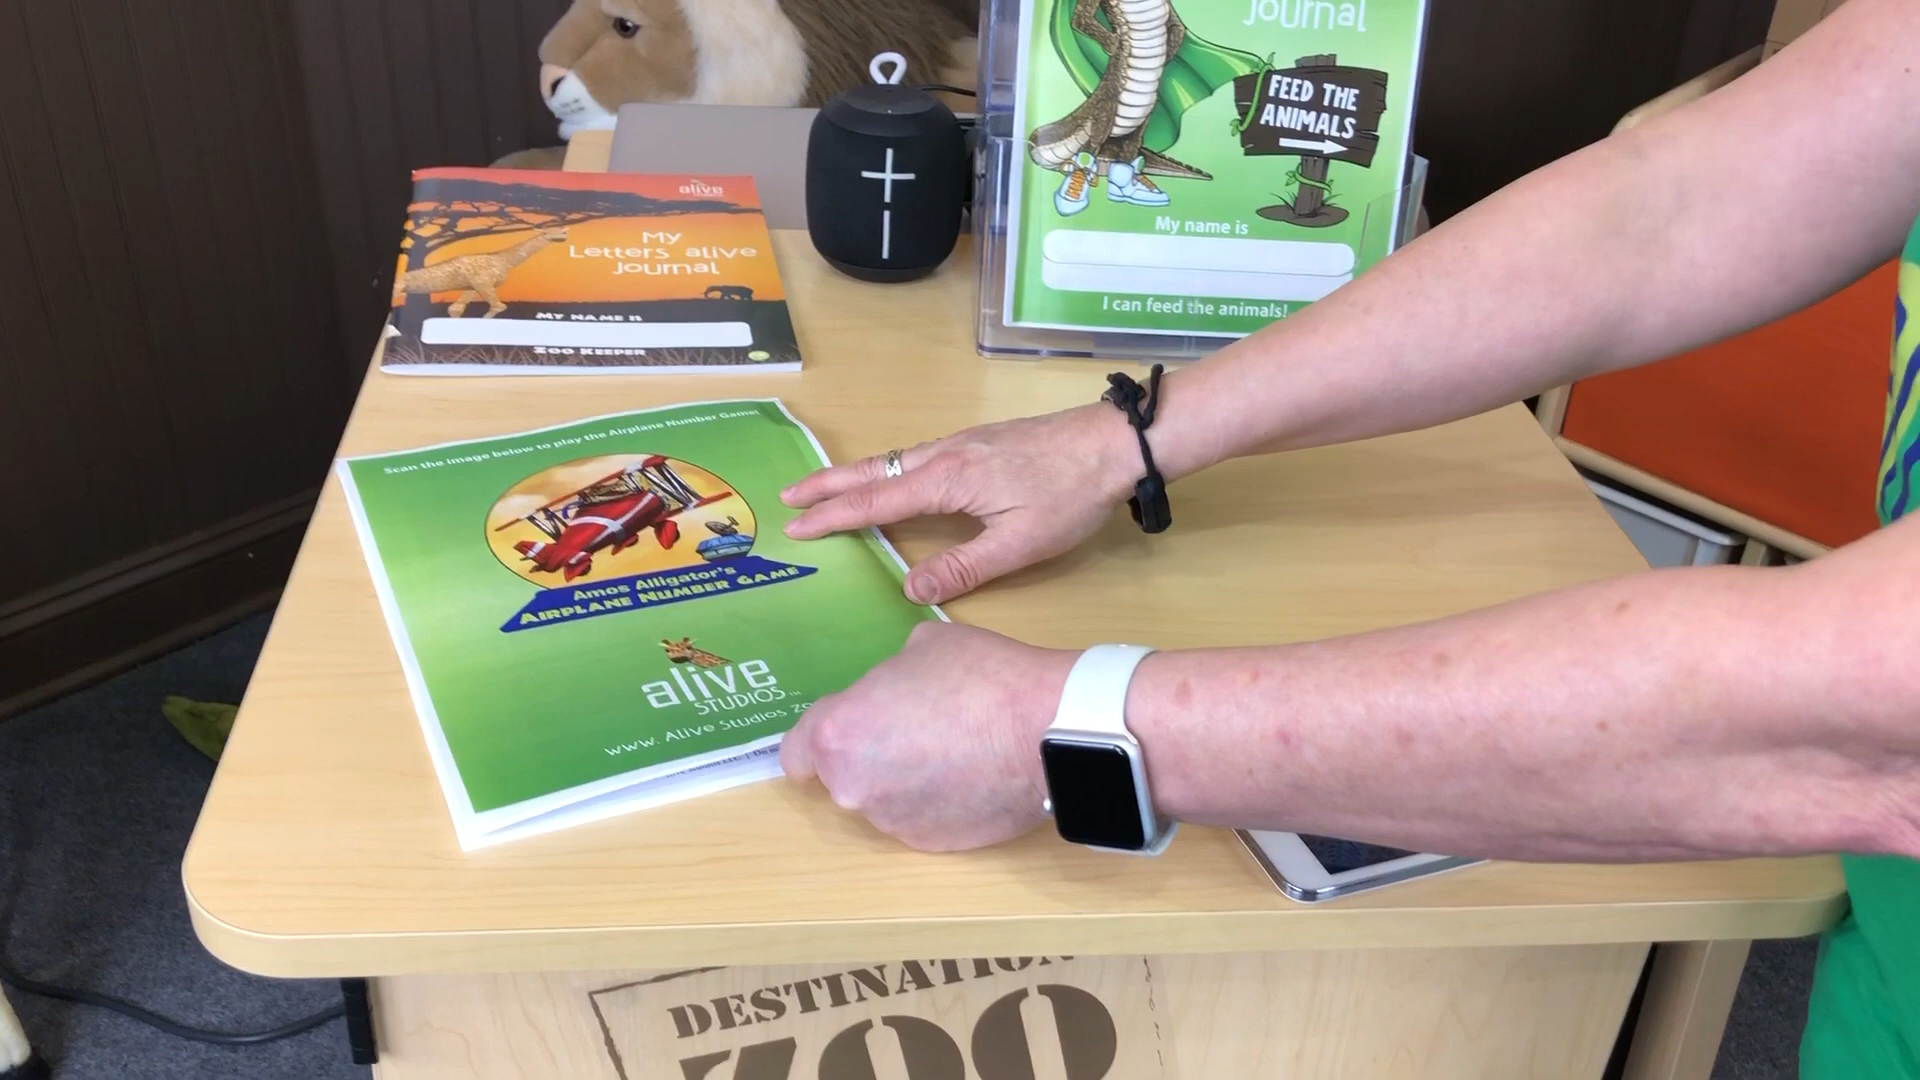 Journal
FEED THE
ANIMALS
My name is
I can feed the animals!
alive
My
Letters alive
Journal
MY NAME IS
ZOO KEEPER
Scan the image below to play the Airplane Number Game!
Amos Alligator's
AIRPLANE NUMBER GAME
alive
STUDIOS
www. Alive Studios
LLC. |
DESTINATION
ZOO